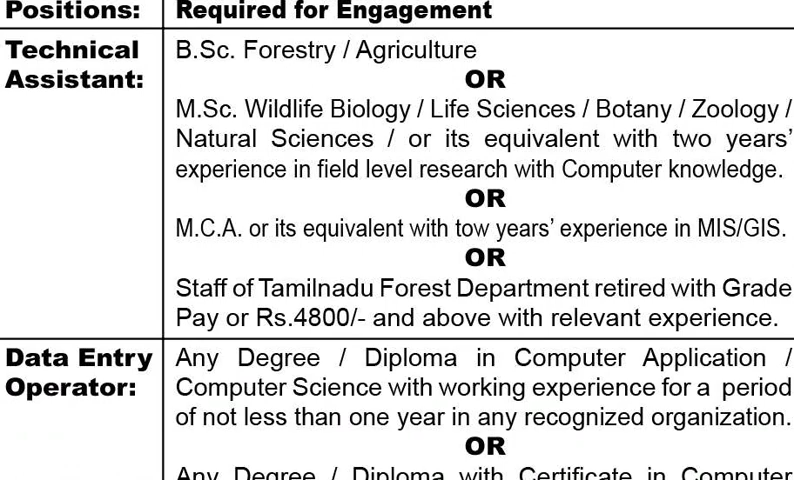 Positions: Required for Engagement
Technical Assistant:
B.Sc. Forestry / Agriculture
OR
M.Sc. Wildlife Biology / Life Sciences / Botany / Zoology /
Natural Sciences / or its equivalent with two years’
experience in field level research with Computer knowledge.
OR
M.C.A. or its equivalent with tow years’ experience in MIS/GIS.
OR
Staff of Tamilnadu Forest Department retired with Grade
Pay or Rs.4800/- and above with relevant experience.
Data Entry
Operator:
Any Degree / Diploma in Computer Application /
Computer Science with working experience for a period
of not less than one year in any recognized organization.
OR
Any Degree / Diploma with Certificate in Computer